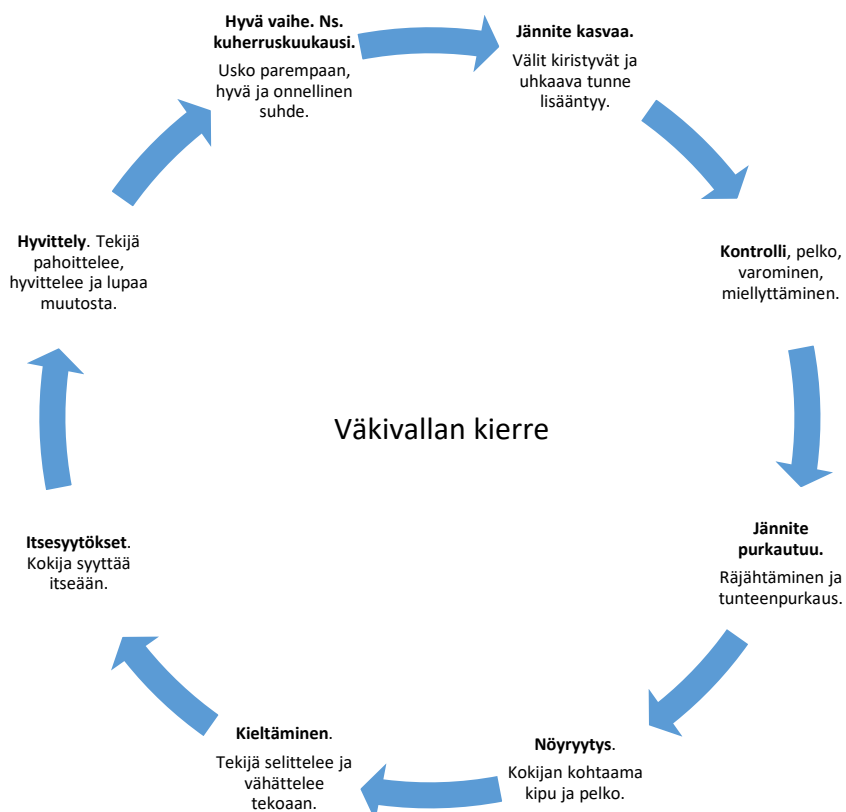 Hyvä vaihe. Ns.
kuherruskuukausi.
Usko parempaan,
hyvä ja onnellinen
suhde.
Jännite kasvaa.
Välit kiristyvät ja
uhkaava tunne
lisääntyy.
Kontrolli, pelko,
varominen,
miellyttäminen.
Jännite
purkautuu.
Räjähtäminen ja
tunteenpurkaus.
Nöyryytys.
Kokijan kohtaama
kipu ja pelko.
Kieltäminen.
Tekijä selittelee ja
vähättelee
tekoaan.
Itsesyytökset.
Kokija syyttää
itseään.
Hyvittely. Tekijä
pahoittelee,
hyvittelee ja lupaa
muutosta.
Väkivallan kierre